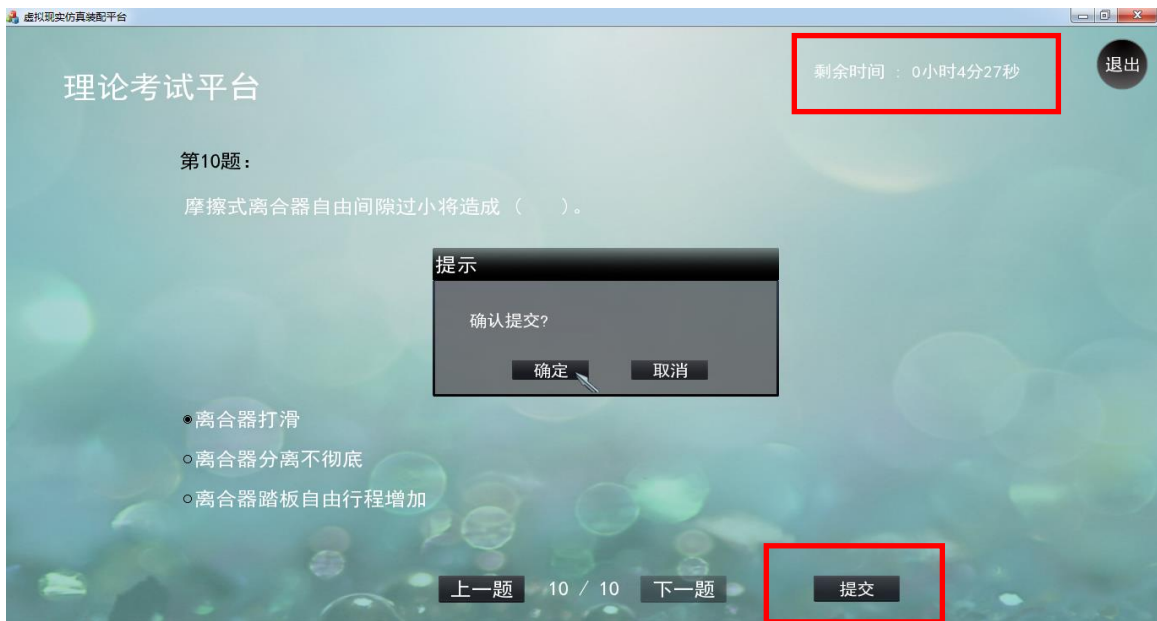 虚拟现实仿真装配平台
剩余时间 : 0小时4分27秒
退出
理论考试平台
第10题：
摩擦式离合器自由间隙过小将造成（　　）。
提示
确认提交?
确定
取消
离合器打滑
离合器分离不彻底
离合器踏板自由行程增加
上一题 10 / 10 下一题
提交